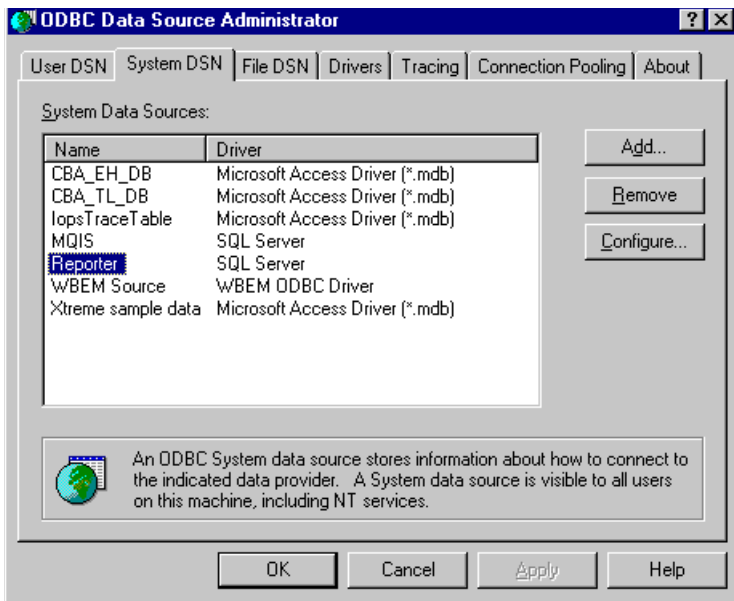 ODBC Data Source Administrator
User DSN System DSN File DSN Drivers Tracing Connection Pooling About
System Data Sources:
Name Driver
CBA_EH_DB Microsoft Access Driver (*.mdb)
CBA_TL_DB Microsoft Access Driver (*.mdb)
IopsTraceTable Microsoft Access Driver (*.mdb)
MQIS SQL Server
Reporter SQL Server
WBEM Source WBEM ODBC Driver
Xtreme sample data Microsoft Access Driver (*.mdb)
Add...
Remove
Configure...
An ODBC System data source stores information about how to connect to
the indicated data provider. A System data source is visible to all users
on this machine, including NT services.
OK Cancel Apply Help